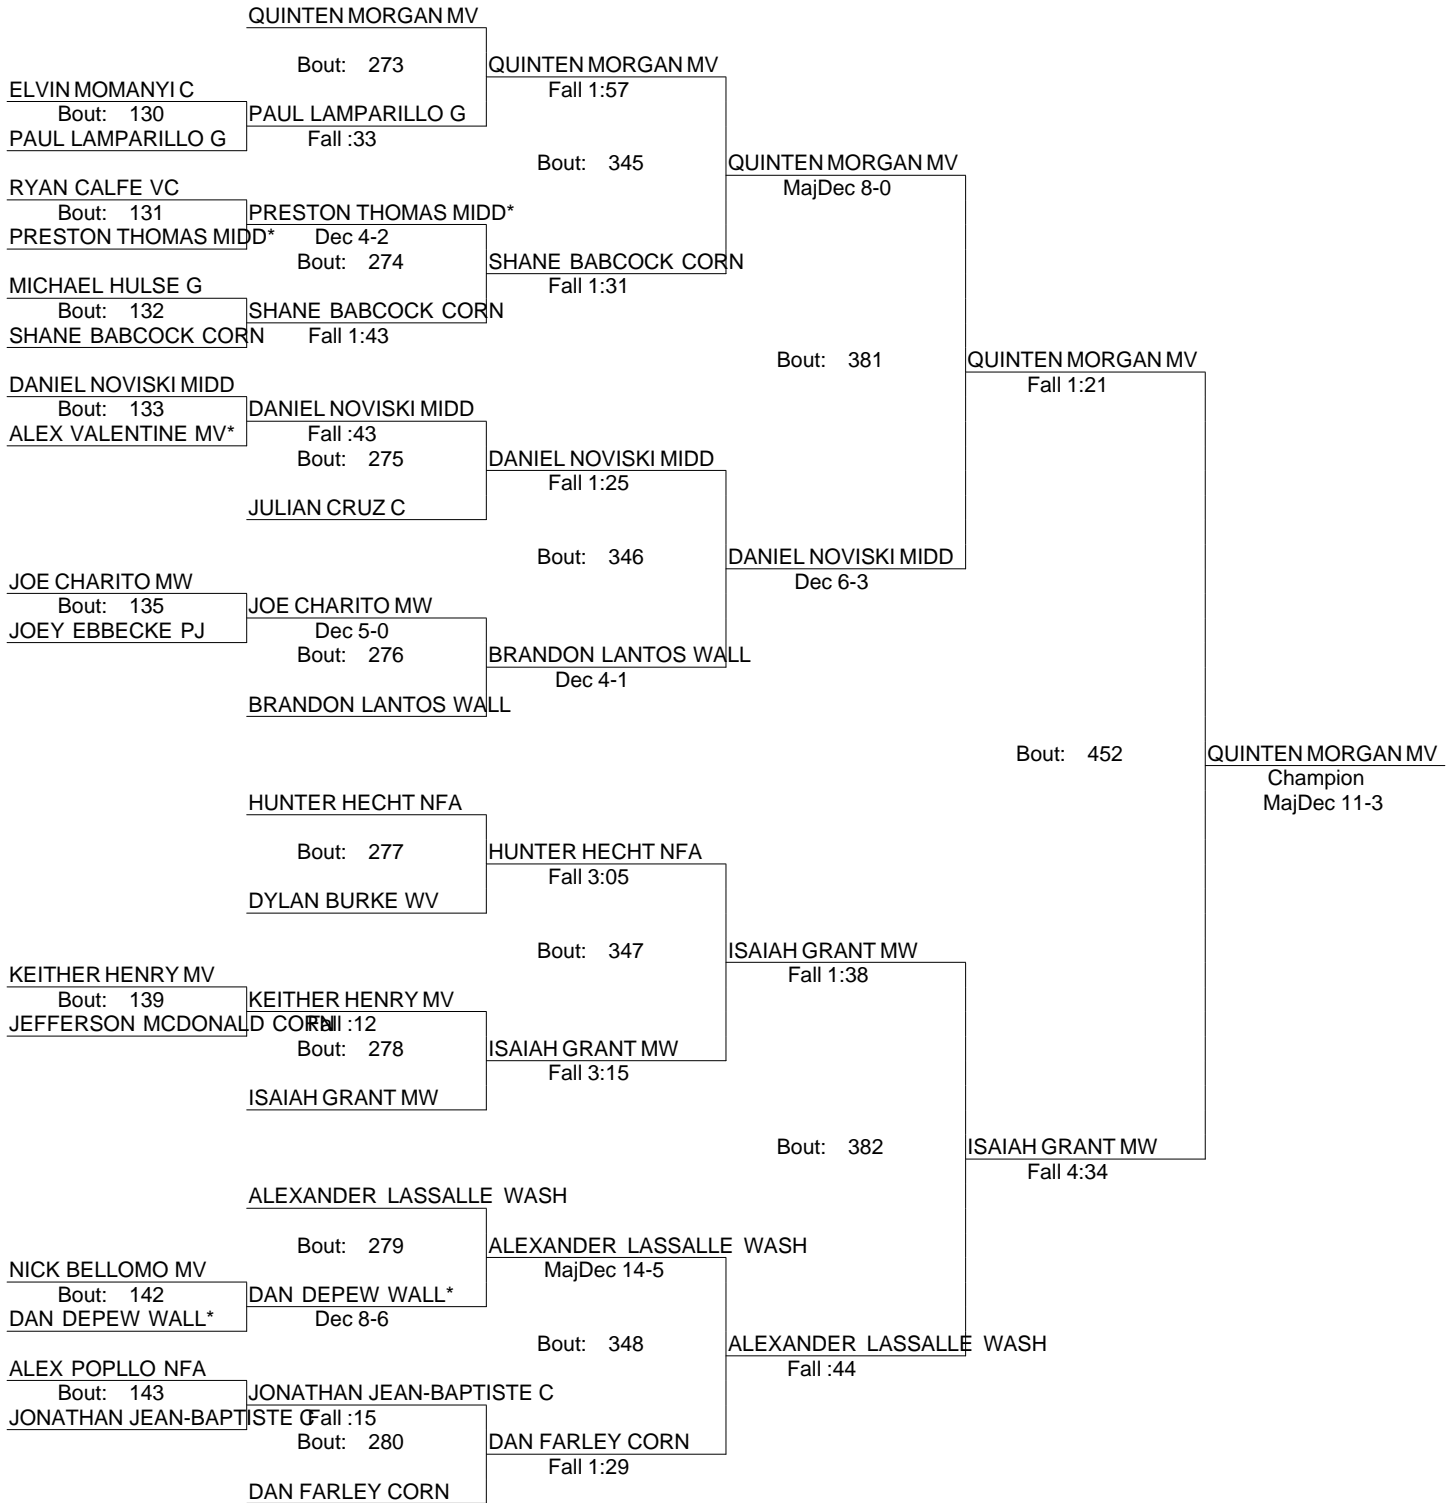 QUINTEN MORGAN MV
Bout: 273 QUINTEN MORGAN MV
ELVIN MOMANYI C Fall 1:57
Bout: 130 PAUL LAMPARILLO G
PAUL LAMPARILLO G Fall :33
Bout: 345 QUINTEN MORGAN MV
RYAN CALFE VC MajDec 8-0
Bout: 131 PRESTON THOMAS MIDD*
PRESTON THOMAS MIDD* Dec 4-2
Bout: 274 SHANE BABCOCK CORN
MICHAEL HULSE G Fall 1:31
Bout: 132 SHANE BABCOCK CORN
SHANE BABCOCK CORN Fall 1:43
Bout: 381 QUINTEN MORGAN MV
DANIEL NOVISKI MIDD Fall 1:21
Bout: 133 DANIEL NOVISKI MIDD
ALEX VALENTINE MV* Fall :43
Bout: 275 DANIEL NOVISKI MIDD
Fall 1:25
JULIAN CRUZ C
Bout: 346 DANIEL NOVISKI MIDD
JOE CHARITO MW Dec 6-3
Bout: 135 JOE CHARITO MW
JOEY EBBECKE PJ Dec 5-0
Bout: 276 BRANDON LANTOS WALL
Dec 4-1
BRANDON LANTOS WALL
Bout: 452 QUINTEN MORGAN MV
Champion
HUNTER HECHT NFA MajDec 11-3
Bout: 277 HUNTER HECHT NFA
Fall 3:05
DYLAN BURKE WV
Bout: 347 ISAIAH GRANT MW
KEITHER HENRY MV Fall 1:38
Bout: 139 KEITHER HENRY MV
JEFFERSON MCDONALD CORN Fall :12
Bout: 278 ISAIAH GRANT MW
Fall 3:15
ISAIAH GRANT MW
Bout: 382 ISAIAH GRANT MW
Fall 4:34
ALEXANDER LASSALLE WASH
Bout: 279 ALEXANDER LASSALLE WASH
NICK BELLOMO MV MajDec 14-5
Bout: 142 DAN DEPEW WALL*
DAN DEPEW WALL* Dec 8-6
Bout: 348 ALEXANDER LASSALLE WASH
ALEX POPLLO NFA Fall :44
Bout: 143 JONATHAN JEAN-BAPTISTE C
JONATHAN JEAN-BAPTISTE C Fall :15
Bout: 280 DAN FARLEY CORN
Fall 1:29
DAN FARLEY CORN